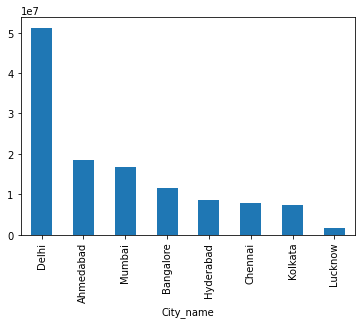 1e7
5
4
3
2
1
0
Delhi
Ahmedabad
Mumbai
Bangalore
Hyderabad
Chennai
Kolkata
Lucknow
City_name